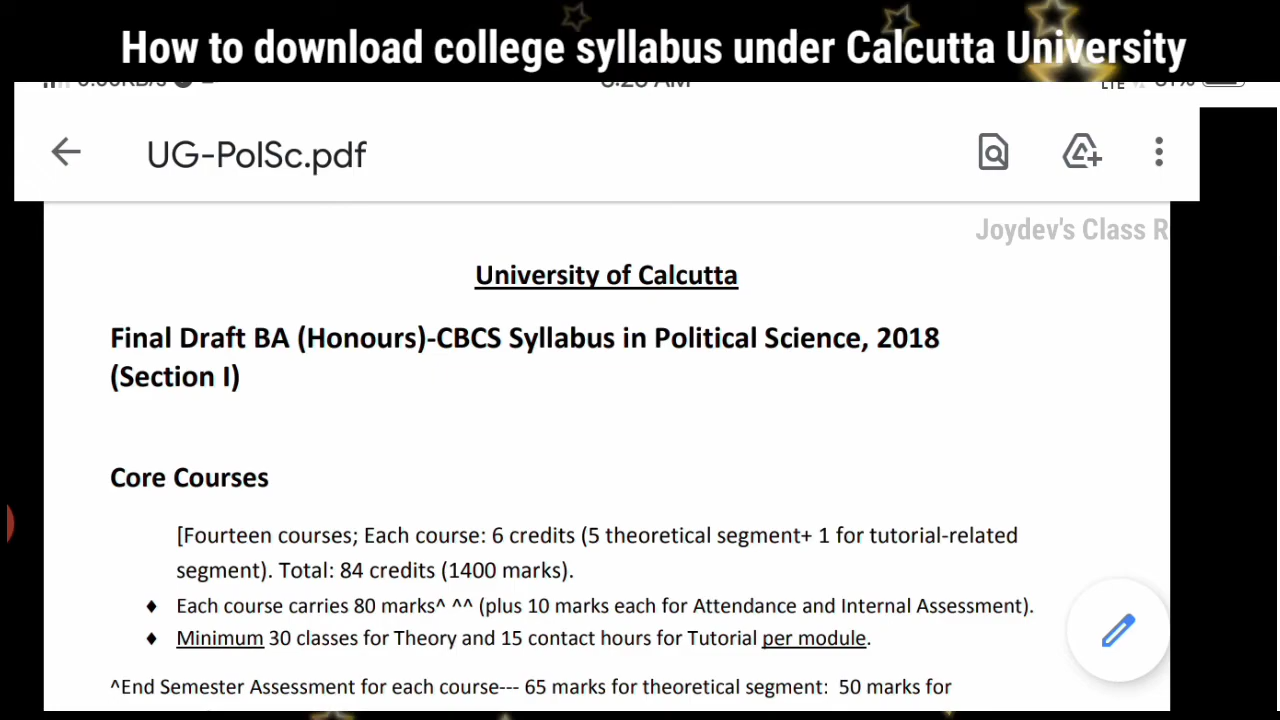 How to download college syllabus under Calcutta University
UG-PolSc.pdf
Joydev's Class R
University of Calcutta
Final Draft BA (Honours)-CBCS Syllabus in Political Science, 2018
(Section I)
Core Courses
[Fourteen courses; Each course: 6 credits (5 theoretical segment+ 1 for tutorial-related
segment). Total: 84 credits (1400 marks).
♦ Each course carries 80 marks^ ^^ (plus 10 marks each for Attendance and Internal Assessment).
♦ Minimum 30 classes for Theory and 15 contact hours for Tutorial per module.
^End Semester Assessment for each course--- 65 marks for theoretical segment: 50 marks for